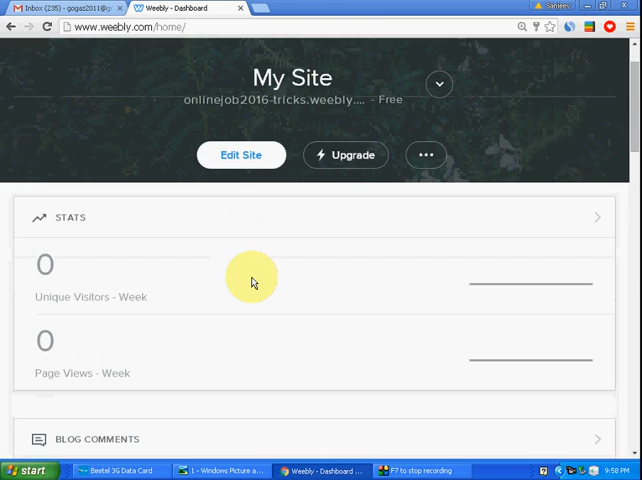 Sanjeev
Inbox (235) - gogaz2011@g
Weebly - Dashboard
www.weebly.com/home/
My Site
onlinejob2016-tricks.weebly.... - Free
Edit Site
Upgrade
STATS
0
Unique Visitors - Week
0
Page Views - Week
BLOG COMMENTS
start
Beetel 3G Data Card
1 - Windows Picture a...
Weebly - Dashboard ...
F7 to stop recording
9:58 PM